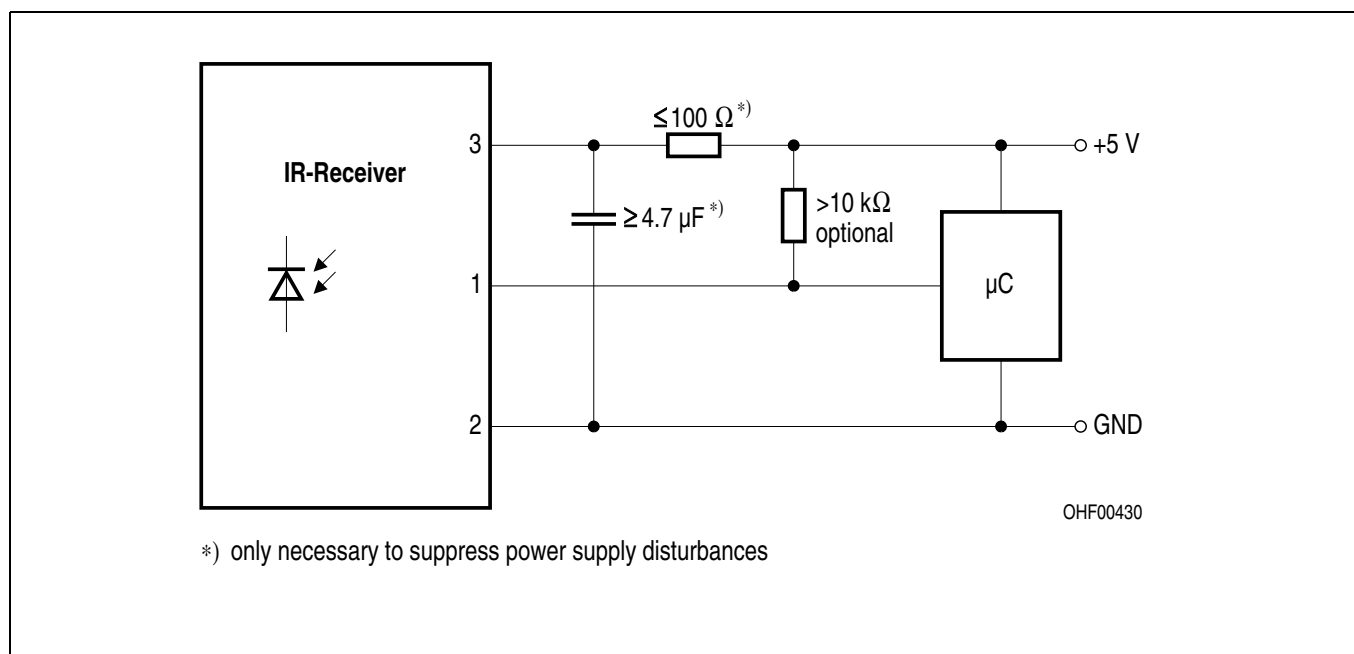 ≤100 Ω *)
3
+5 V
IR-Receiver
≥4.7 µF *)
>10 kΩ
optional
1
µC
2
GND
OHF00430
*) only necessary to suppress power supply disturbances